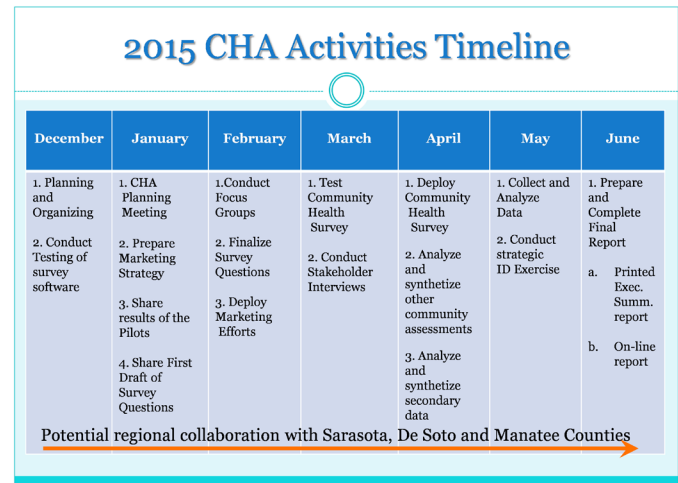 2015 CHA Activities Timeline
December January February March April May June
1. Planning
and
Organizing
2. Conduct
Testing of
survey
software
1. CHA
Planning
Meeting
2. Prepare
Marketing
Strategy
3. Share
results of the
Pilots
4. Share First
Draft of
Survey
Questions
1.Conduct
Focus
Groups
2. Finalize
Survey
Questions
3. Deploy
Marketing
Efforts
1. Test
Community
Health
Survey
2. Conduct
Stakeholder
Interviews
1. Deploy
Community
Health
Survey
2. Analyze
and
synthetize
other
community
assessments
3. Analyze
and
synthetize
secondary
data
1. Collect and
Analyze
Data
2. Conduct
strategic
ID Exercise
1. Prepare
and
Complete
Final
Report
a. Printed
Exec.
Summ.
report
b. On-line
report
Potential regional collaboration with Sarasota, De Soto and Manatee Counties